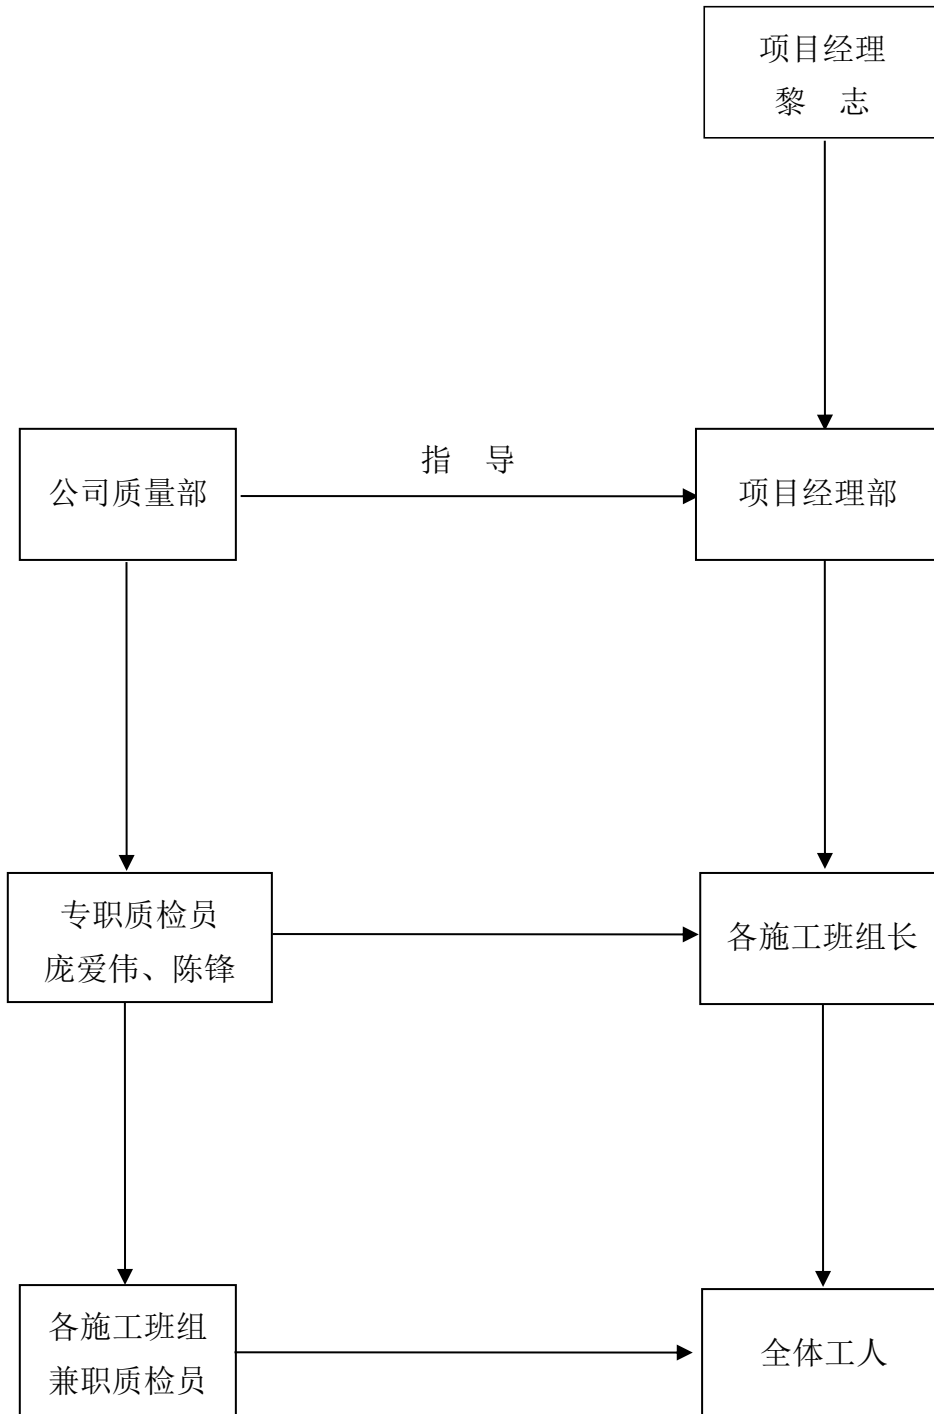 项目经理
黎 志
指 导
公司质量部
项目经理部
专职质检员
庞爱伟、陈锋
各施工班组长
各施工班组
兼职质检员
全体工人